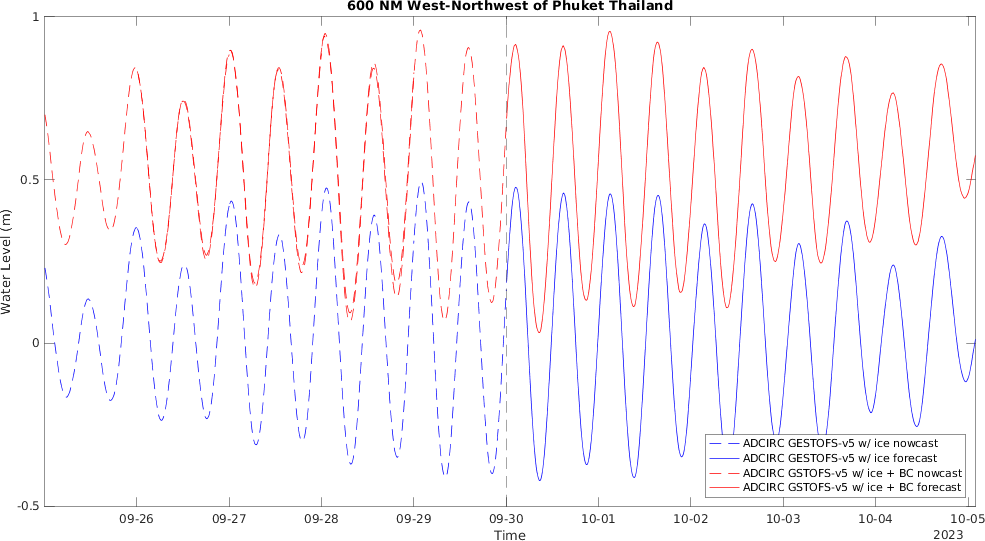 600 NM West-Northwest of Phuket Thailand
1
0.5
0
-0.5
Water Level (m)
09-26
09-27
09-28
09-29
09-30
10-01
10-02
10-03
10-04
10-05
Time
2023
ADCIRC GESTOFS-v5 w/ ice nowcast
ADCIRC GESTOFS-v5 w/ ice forecast
ADCIRC GSTOFS-v5 w/ ice + BC nowcast
ADCIRC GSTOFS-v5 w/ ice + BC forecast